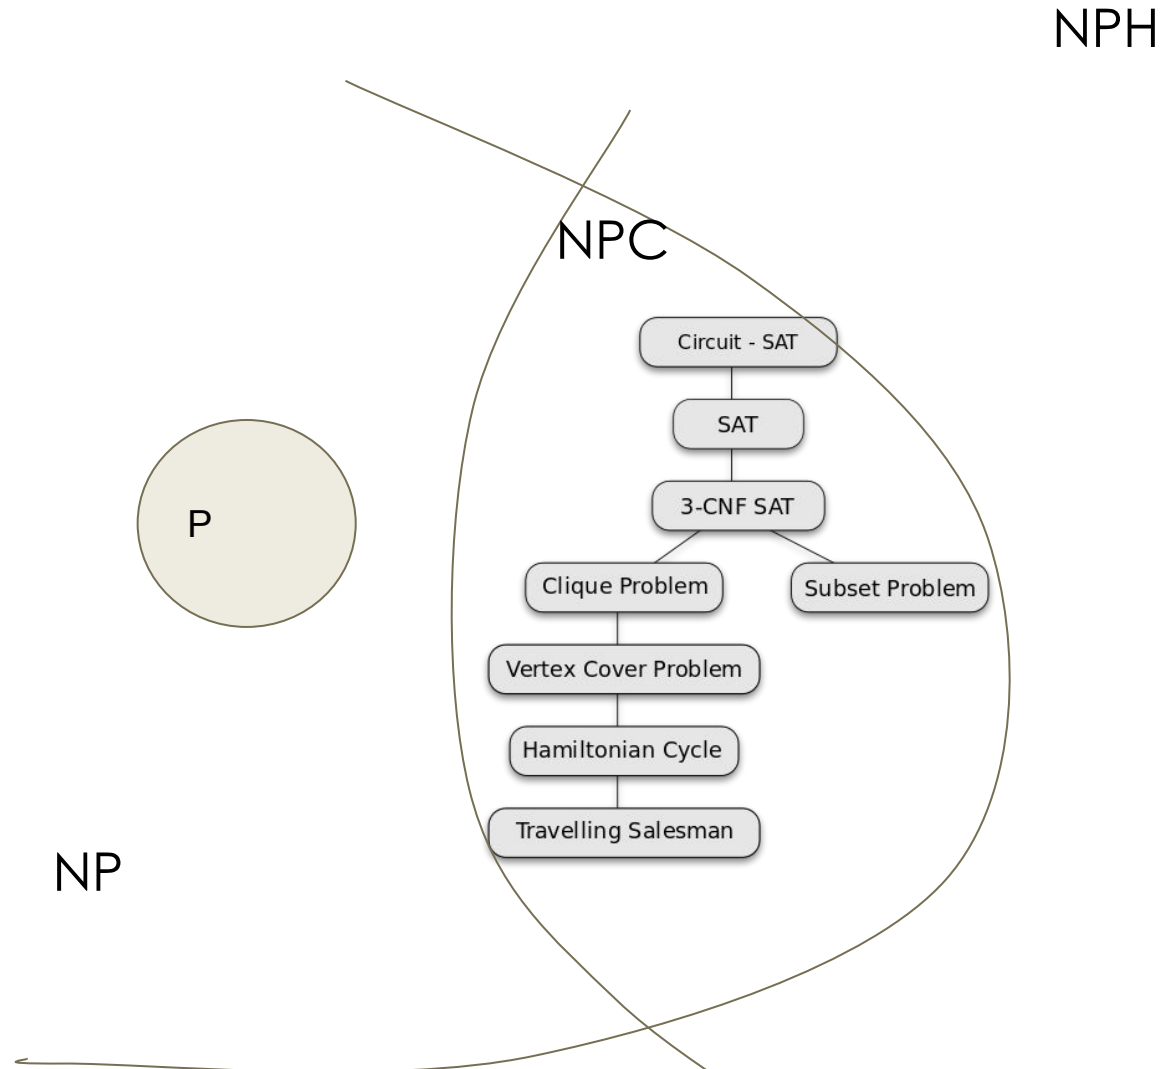 NPH
NPC
Circuit - SAT
SAT
3-CNF SAT
P
Clique Problem
Subset Problem
Vertex Cover Problem
Hamiltonian Cycle
Travelling Salesman
NP